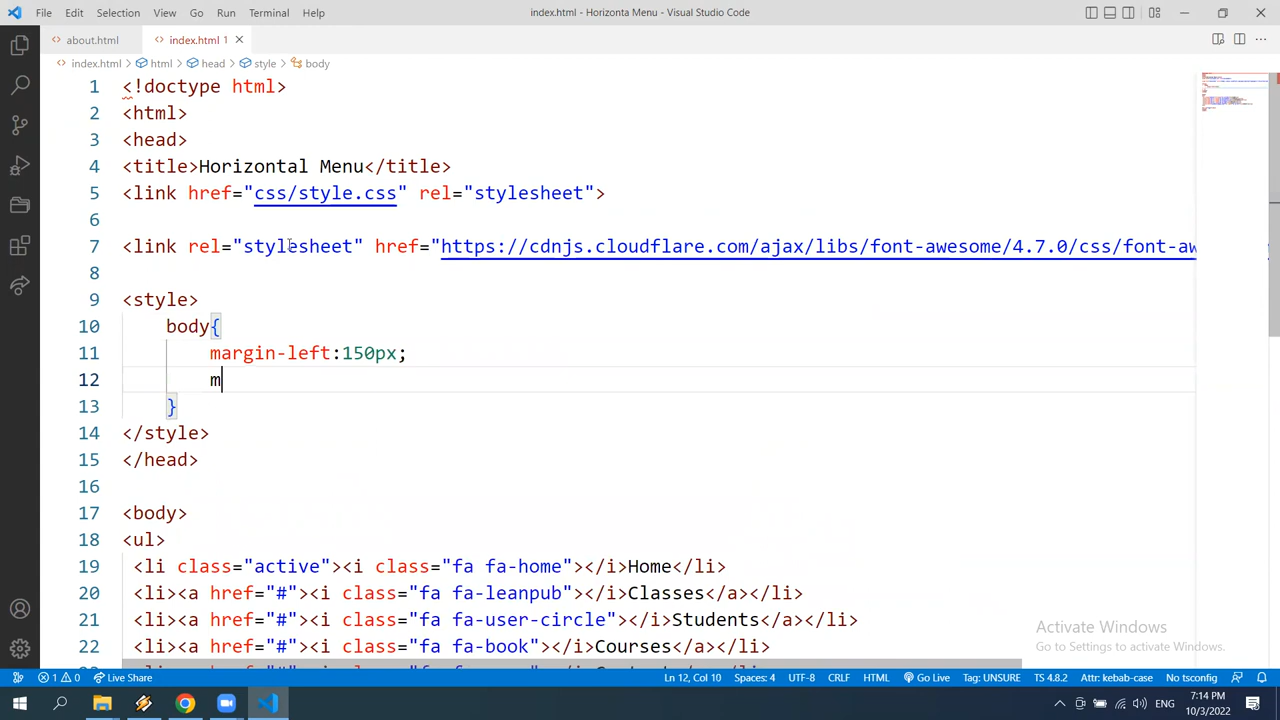 File Edit Selection View Go Run Terminal Help
index.html - Horizonta Menu - Visual Studio Code
about.html
index.html 1
index.html > html > head > style > body
1 <!doctype html>
2 <html>
3 <head>
4 <title>Horizontal Menu</title>
5 <link href="css/style.css" rel="stylesheet">
6
7 <link rel="stylesheet" href="https://cdnjs.cloudflare.com/ajax/libs/font-awesome/4.7.0/css/font-aw
8
9 <style>
10 body{
11 margin-left:150px;
12 m
13 }
14 </style>
15 </head>
16
17 <body>
18 <ul>
19 <li class="active"><i class="fa fa-home"></i>Home</li>
20 <li><a href="#"><i class="fa fa-leanpub"></i>Classes</a></li>
21 <li><a href="#"><i class="fa fa-user-circle"></i>Students</a></li>
22 <li><a href="#"><i class="fa fa-book"></i>Courses</a></li>
Activate Windows
Go to Settings to activate Windows.
1 0 Live Share
Ln 12, Col 10 Spaces: 4 UTF-8 CRLF HTML Go Live Tag: UNSURE TS 4.8.2 Attr: kebab-case No tsconfig
ENG
7:14 PM
10/3/2022